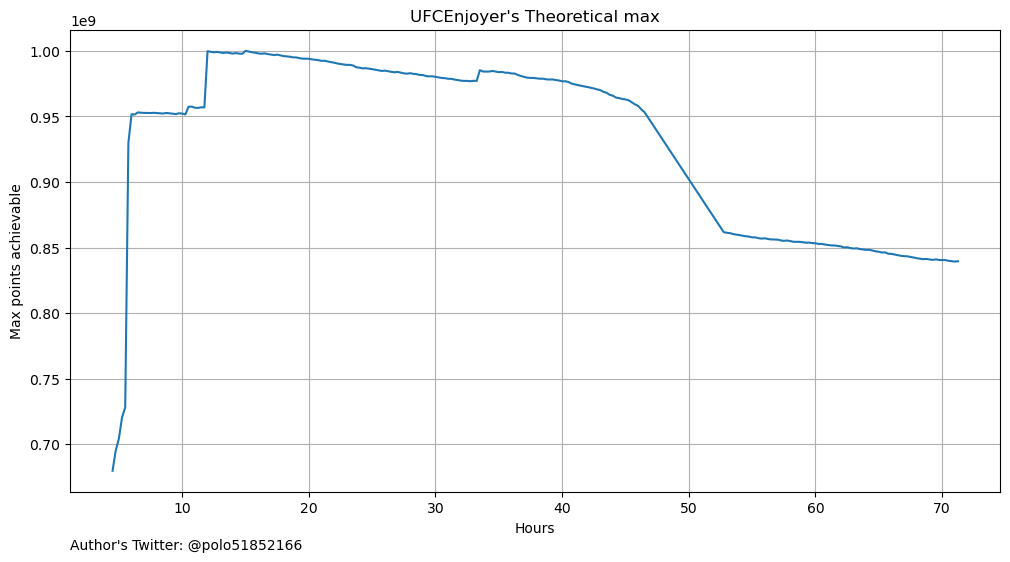 UFCEnjoyer's Theoretical max
1e9
Max points achievable
1.00
0.95
0.90
0.85
0.80
0.75
0.70
10 20 30 40 50 60 70
Hours
Author's Twitter: @polo51852166